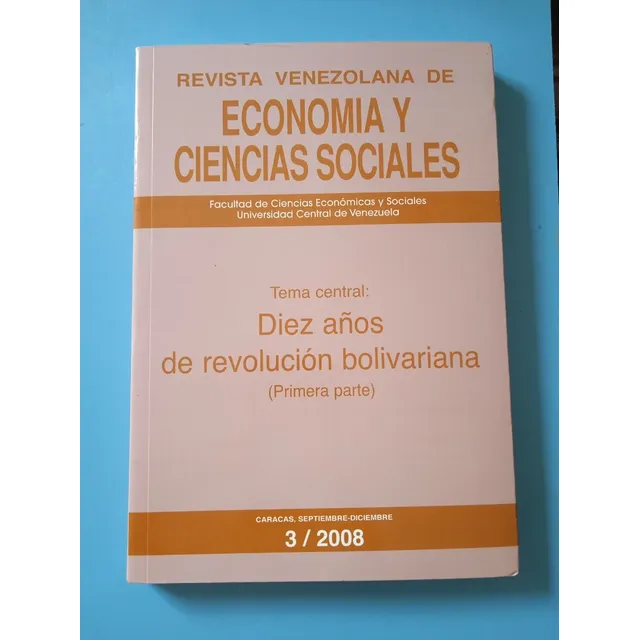 REVISTA VENEZOLANA DE
ECONOMIA Y
CIENCIAS SOCIALES
Facultad de Ciencias Económicas y Sociales
Universidad Central de Venezuela
Tema central:
Diez años
de revolución bolivariana
(Primera parte)
CARACAS, SEPTIEMBRE-DICIEMBRE
3 / 2008